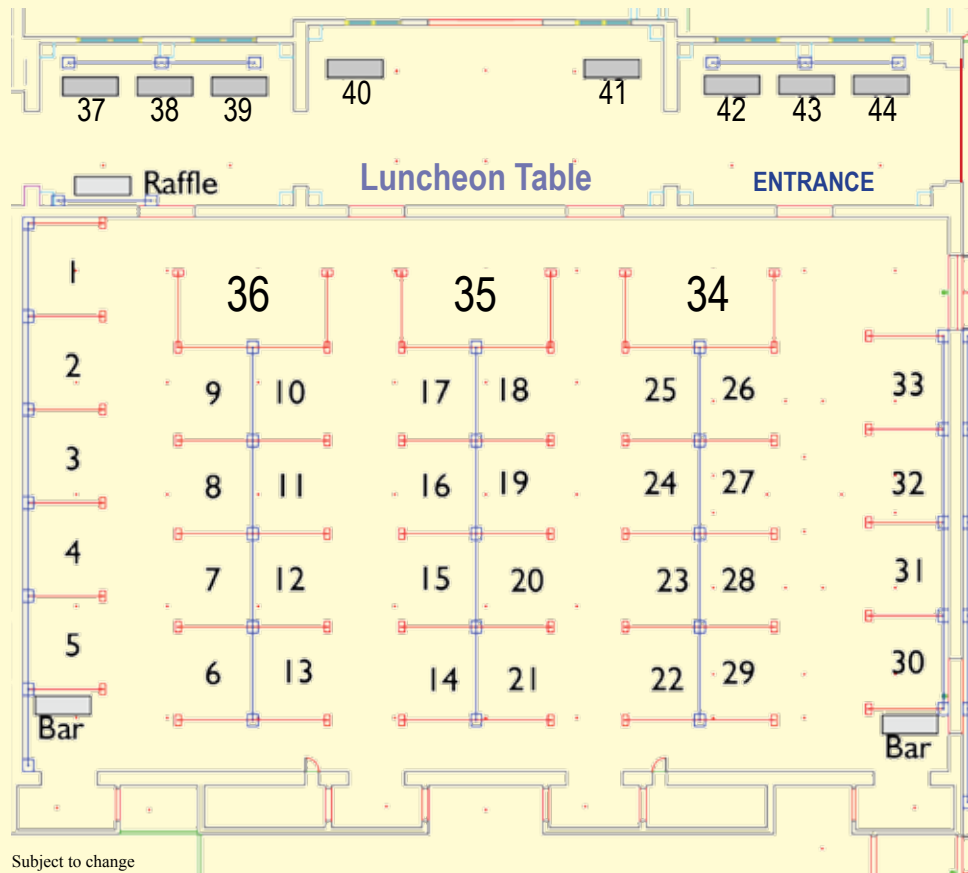 40 41
37 38 39 42 43 44
Raffle Luncheon Table ENTRANCE
1
36 35 34
2 9 10 17 18 25 26 33
3 8 11 16 19 24 27 32
4 7 12 15 20 23 28 31
5 6 13 14 21 22 29 30
Bar Bar
Subject to change